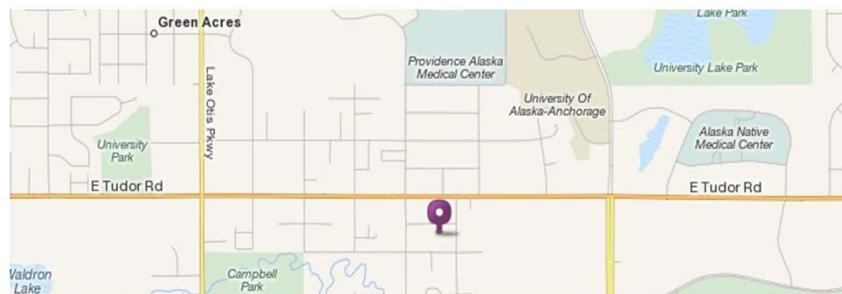 Green Acres
Lake Park
Providence Alaska
Medical Center
University Lake Park
Lake Otis Pkwy
University Of
Alaska-Anchorage
Alaska Native
Medical Center
University
Park
E Tudor Rd
E Tudor Rd
Waldron
Lake
Campbell
Park